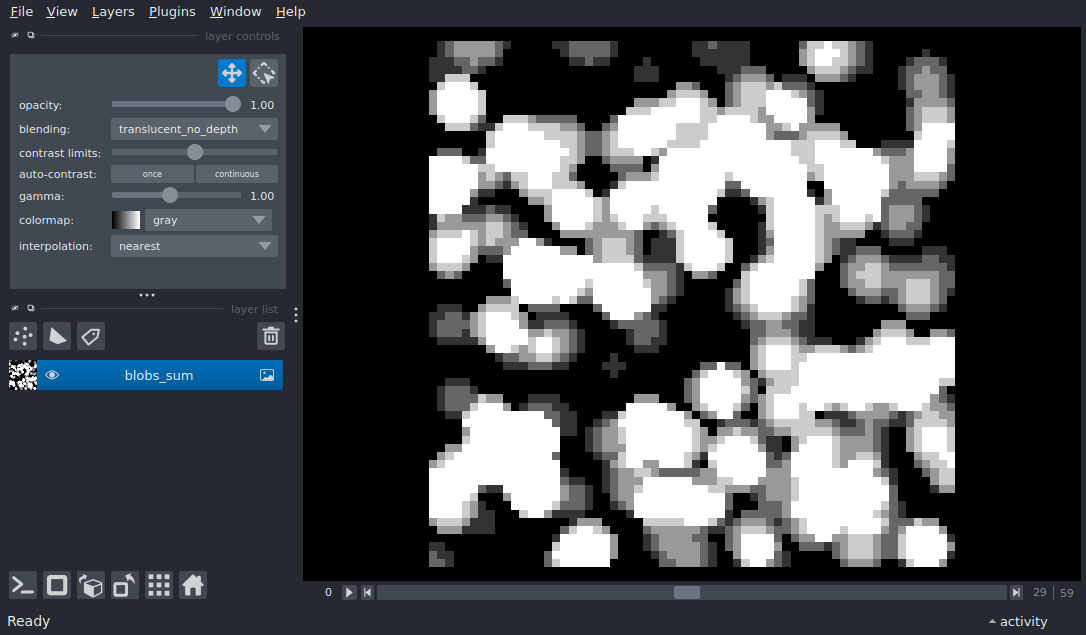 File View Layers Plugins Window Help
layer controls
opacity: 1.00
blending: translucent_no_depth
contrast limits:
auto-contrast: once continuous
gamma: 1.00
colormap: gray
interpolation: nearest
layer list
blobs_sum
0 29 59
Ready activity